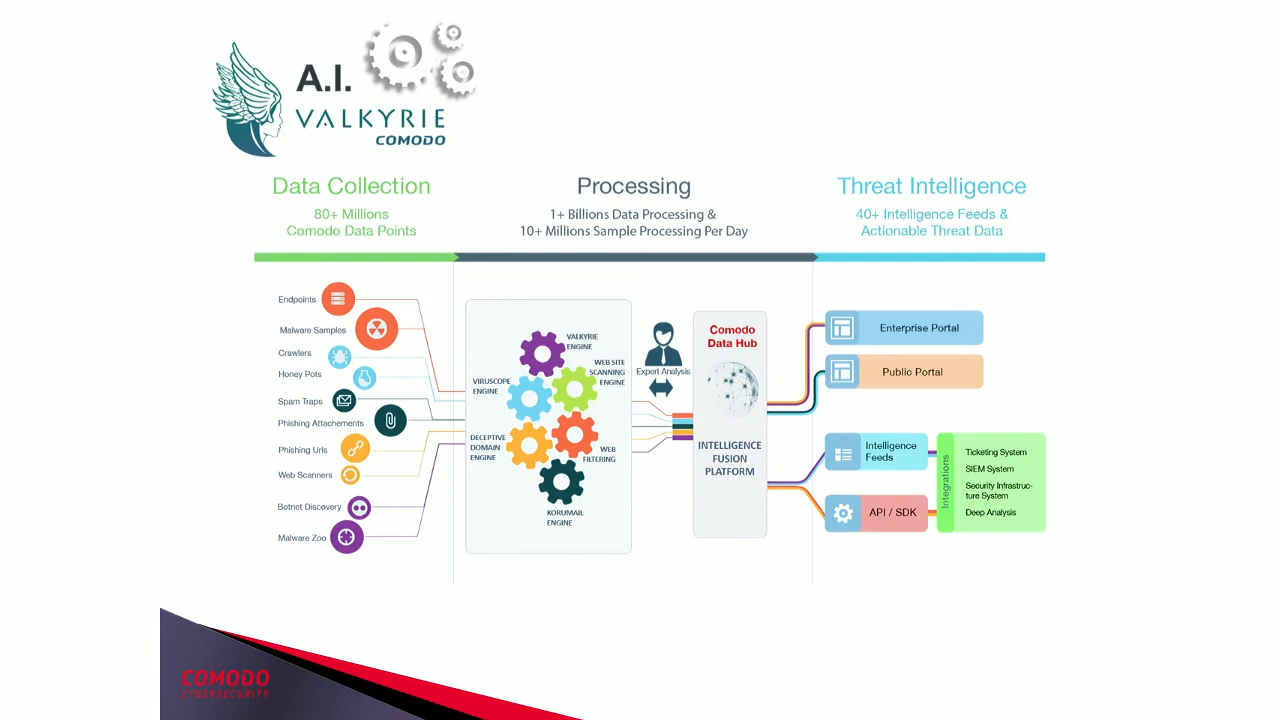 A.I.
VALKYRIE
COMODO
Data Collection
80+ Millions
Comodo Data Points
Processing
1+ Billions Data Processing &
10+ Millions Sample Processing Per Day
Threat Intelligence
40+ Intelligence Feeds &
Actionable Threat Data
Endpoints
Malware Samples
Crawlers
Honey Pots
Spam Traps
Phishing Attachements
Phishing Urls
Web Scanners
Botnet Discovery
Malware Zoo
VALKYRIE
ENGINE
WEB SITE
SCANNING
ENGINE
VIRUSCOPE
ENGINE
DECEPTIVE
DOMAIN
ENGINE
WEB
FILTERING
KORUMAIL
ENGINE
Expert Analysis
Comodo
Data Hub
INTELLIGENCE
FUSION
PLATFORM
Enterprise Portal
Public Portal
Intelligence
Feeds
API / SDK
Integrations
Ticketing System
SIEM System
Security Infrastruc-
ture System
Deep Analysis
COMODO
CYBERSECURITY